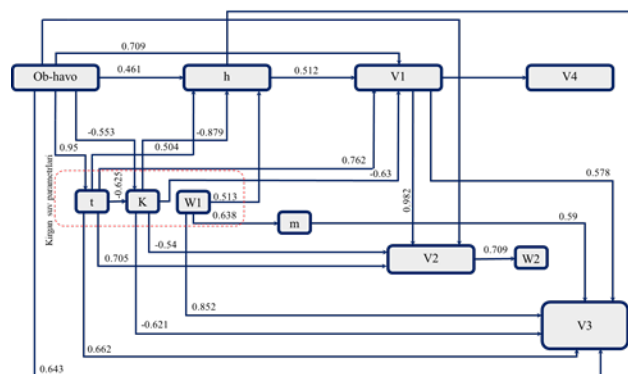 0.709
Ob-havo
0.461
h
0.512
V1
V4
-0.553
-0.879
0.95
0.504
0.762
0.578
-0.625
-0.63
Kirgan suv parametrlari
t
K
W1
0.513
0.638
m
0.982
0.59
-0.54
0.705
V2
0.709
W2
0.852
-0.621
V3
0.662
0.643